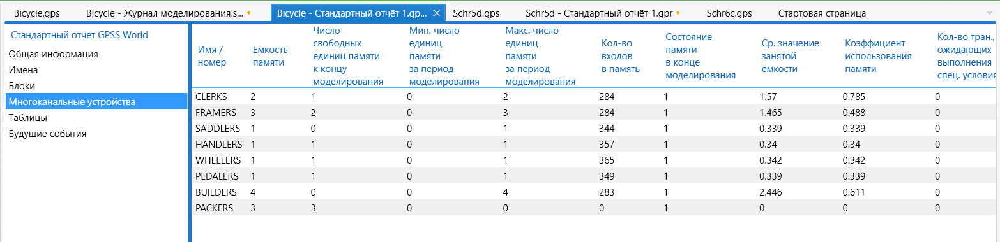 Bicycle.gps Bicycle - Журнал моделирования.s... Bicycle - Стандартный отчёт 1.gp... Schr5d.gps Schr5d - Стандартный отчёт 1.gpr Schr6c.gps Стартовая страница
Стандартный отчёт GPSS World
Общая информация
Имена
Блоки
Многоканальные устройства
Таблицы
Будущие события
Имя /
номер
Емкость
памяти
Число
свободных
единиц памяти
к концу
моделирования
Мин. число
единиц
памяти
за период
моделирования
Макс. число
единиц
памяти
за период
моделирования
Кол-во
входов
в память
Состояние
памяти
в конце
моделирования
Ср. значение
занятой
ёмкости
Коэффициент
использования
памяти
Кол-во тран.,
ожидающих
выполнения
спец. условия
CLERKS 2 1 0 2 284 1 1.57 0.785 0
FRAMERS 3 2 0 3 284 1 1.465 0.488 0
SADDLERS 1 0 0 1 344 1 0.339 0.339 0
HANDLERS 1 1 0 1 357 1 0.34 0.34 0
WHEELERS 1 1 0 1 365 1 0.342 0.342 0
PEDALERS 1 1 0 1 349 1 0.339 0.339 0
BUILDERS 4 0 0 4 283 1 2.446 0.611 0
PACKERS 3 3 0 0 0 1 0 0 0